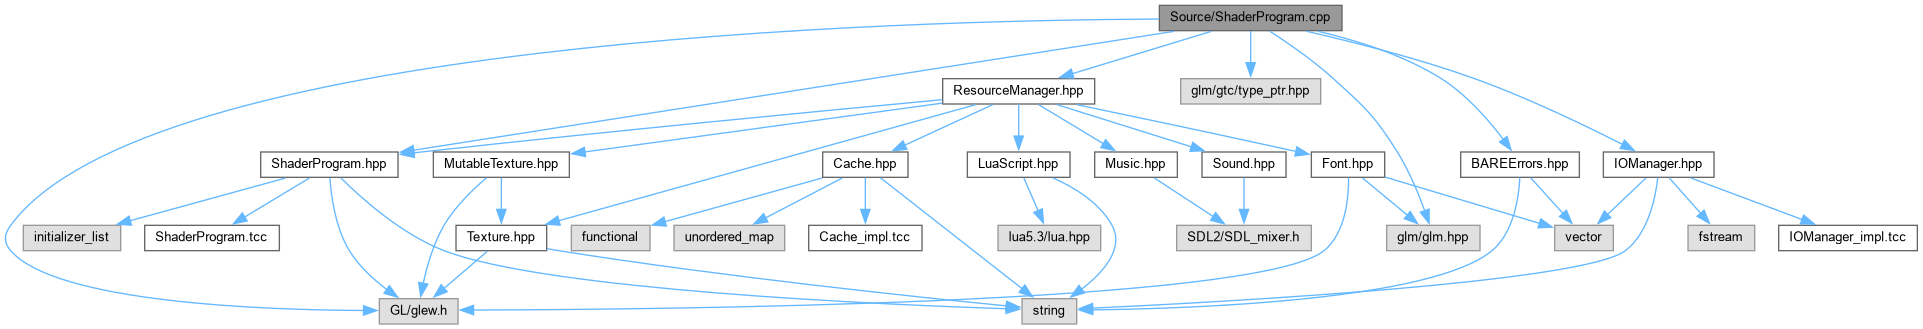 Source/ShaderProgram.cpp
ResourceManager.hpp
glm/gtc/type_ptr.hpp
ShaderProgram.hpp
MutableTexture.hpp
Cache.hpp
LuaScript.hpp
Music.hpp
Sound.hpp
Font.hpp
BAREErrors.hpp
IOManager.hpp
initializer_list
ShaderProgram.tcc
Texture.hpp
functional
unordered_map
Cache_impl.tcc
lua5.3/lua.hpp
SDL2/SDL_mixer.h
glm/glm.hpp
vector
fstream
IOManager_impl.tcc
GL/glew.h
string